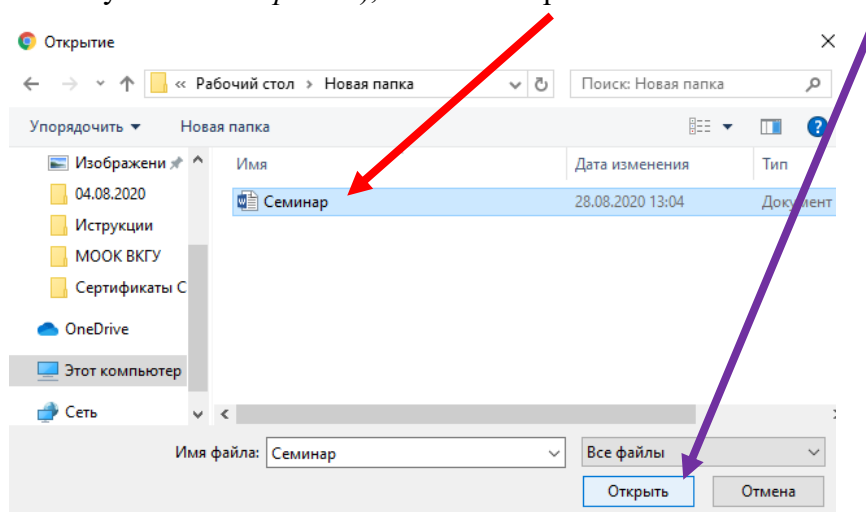 Открытие
« Рабочий стол › Новая папка
Поиск: Новая папка
Упорядочить Новая папка
?
Изображени
04.08.2020
Иструкции
МООК ВКГУ
Сертификаты С
OneDrive
Этот компьютер
Сеть
Имя Дата изменения Тип
Семинар 28.08.2020 13:04 Документ
Имя файла: Семинар Все файлы
Открыть Отмена